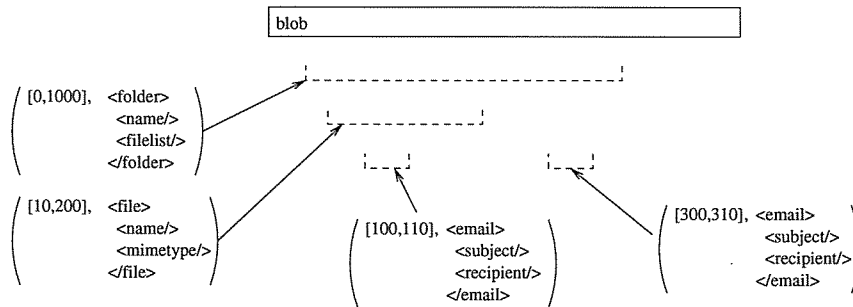 blob
[0,1000], <folder>
<name/>
<filelist/>
</folder>
[10,200], <file>
<name/>
<mimetype/>
</file>
[100,110], <email>
<subject/>
<recipient/>
</email>
[300,310], <email>
<subject/>
<recipient/>
</email>